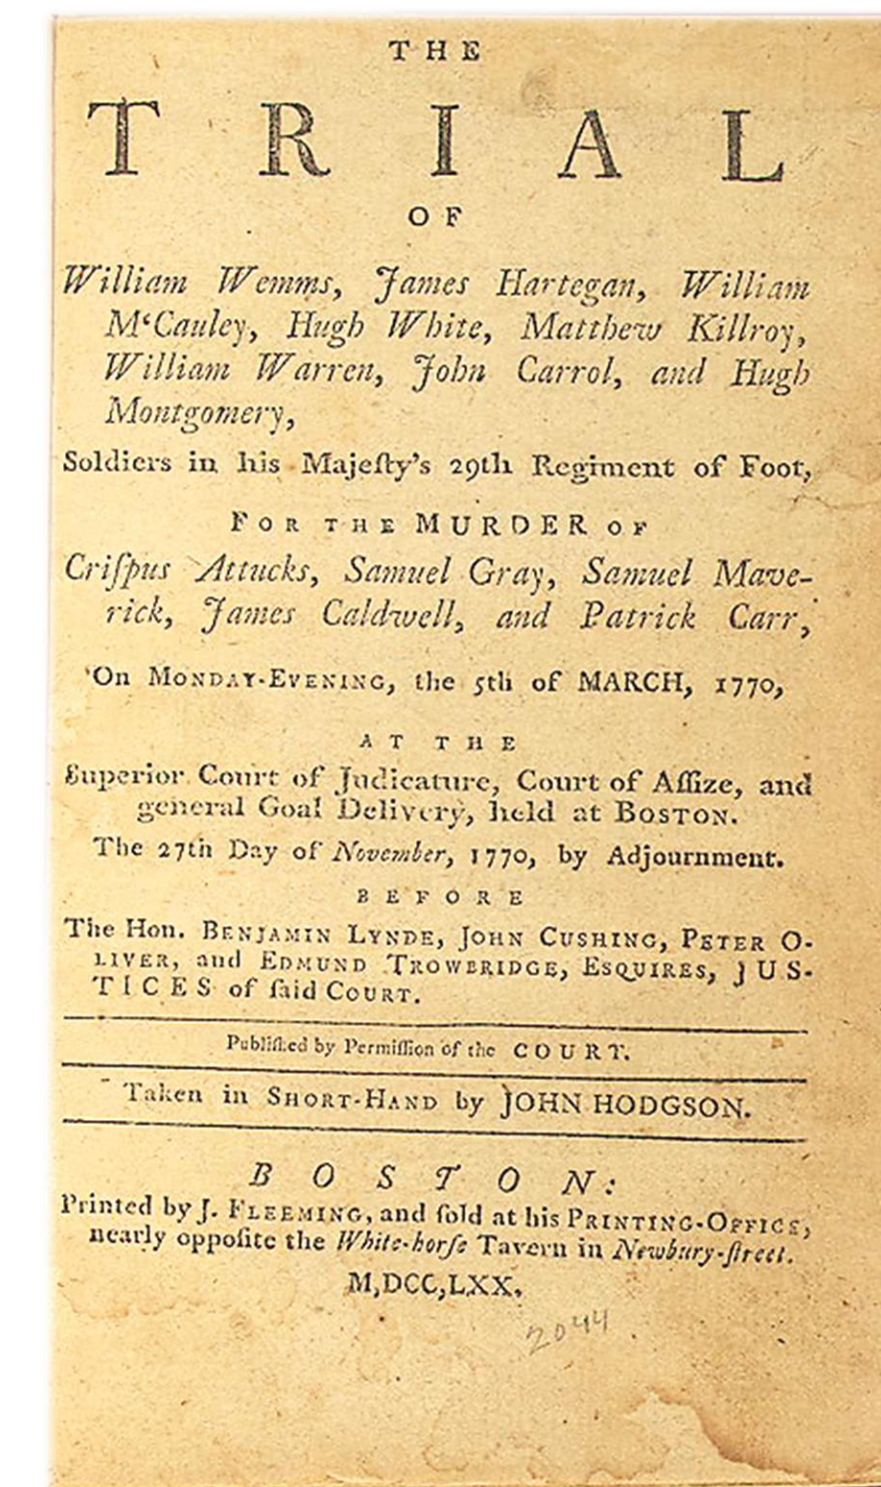 THE
TRIAL
OF
William Wemms, James Hartegan, William
M‘Cauley, Hugh White, Matthew Killroy,
William Warren, John Carrol, and Hugh
Montgomery,
Soldiers in his Majeſty's 29th Regiment of Foot,
FOR THE MURDER OF
Criſpus Attucks, Samuel Gray, Samuel Mave-
rick, James Caldwell, and Patrick Carr,
On MONDAY-EVENING, the 5th of MARCH, 1770,
AT THE
Superior Court of Judicature, Court of Aſſize, and
general Goal Delivery, held at BOSTON.
The 27th Day of November, 1770, by Adjournment.
BEFORE
The Hon. BENJAMIN LYNDE, JOHN CUSHING, PETER O-
LIVER, and EDMUND TROWBRIDGE, ESQUIRES, JUS-
TICES of ſaid COURT.
Publiſhed by Permiſſion of the COURT.
Taken in SHORT-HAND by JOHN HODGSON.
BOSTON:
Printed by J. FLEEMING, and ſold at his PRINTING-OFFICE,
nearly oppoſite the White-horſe Tavern in Newbury-ſtreet.
M,DCC,LXX.
2044